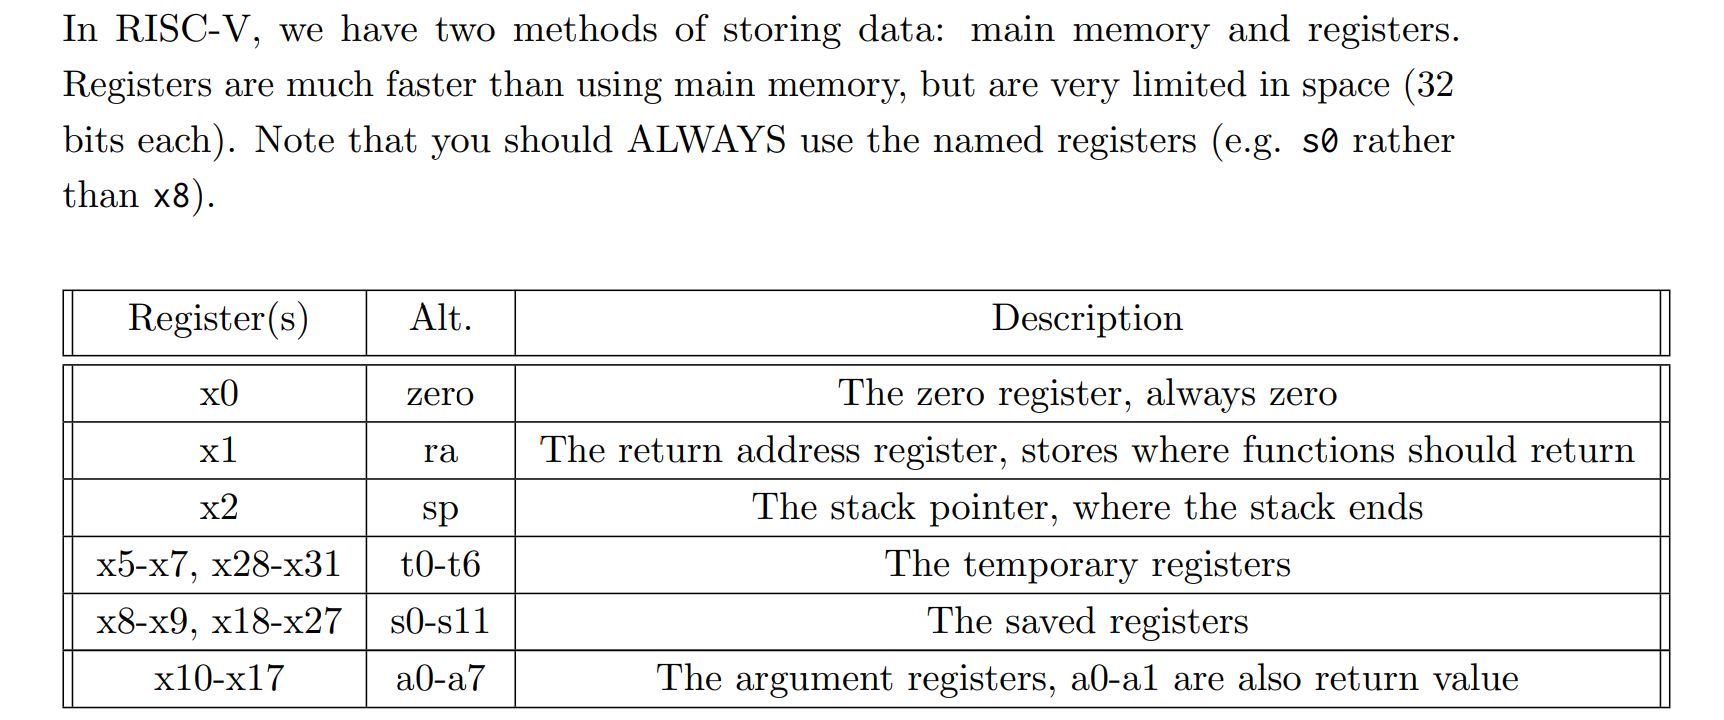 In RISC-V, we have two methods of storing data: main memory and registers.
Registers are much faster than using main memory, but are very limited in space (32
bits each). Note that you should ALWAYS use the named registers (e.g. s0 rather
than x8).
Register(s) Alt. Description
x0 zero The zero register, always zero
x1 ra The return address register, stores where functions should return
x2 sp The stack pointer, where the stack ends
x5-x7, x28-x31 t0-t6 The temporary registers
x8-x9, x18-x27 s0-s11 The saved registers
x10-x17 a0-a7 The argument registers, a0-a1 are also return value